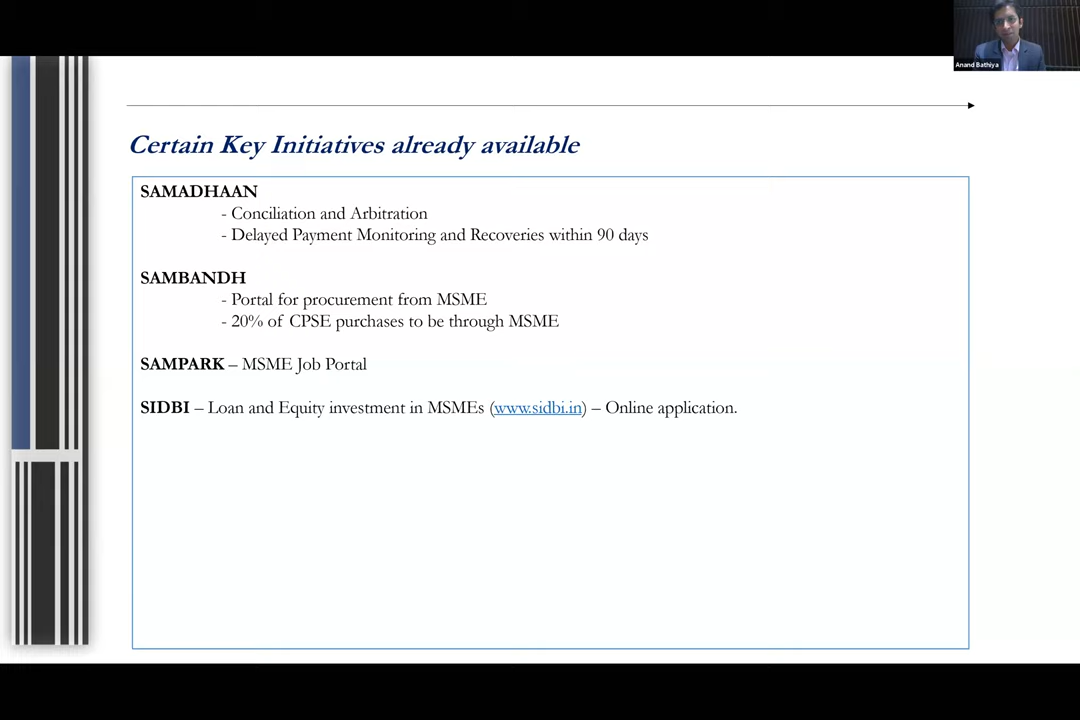 Anand Bathiya
Certain Key Initiatives already available
SAMADHAAN
- Conciliation and Arbitration
- Delayed Payment Monitoring and Recoveries within 90 days
SAMBANDH
- Portal for procurement from MSME
- 20% of CPSE purchases to be through MSME
SAMPARK – MSME Job Portal
SIDBI – Loan and Equity investment in MSMEs (www.sidbi.in) – Online application.